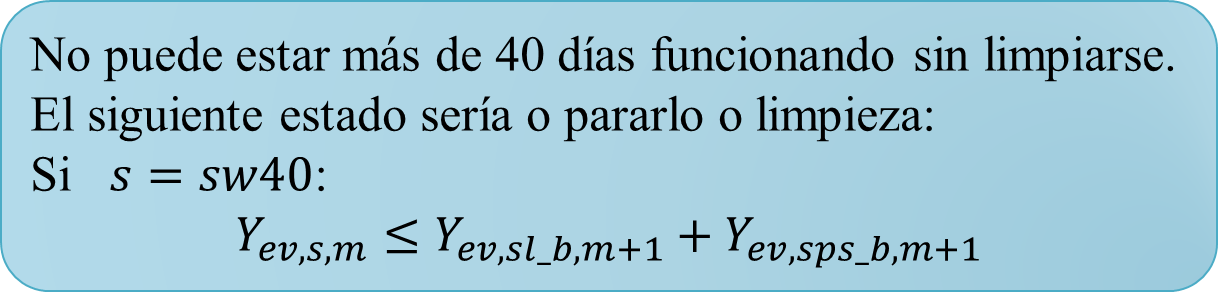 No puede estar más de 40 días funcionando sin limpiarse.
El siguiente estado sería o pararlo o limpieza:
Si s = sw40:
Y_{ev,s,m} ≤ Y_{ev,sl_b,m+1} + Y_{ev,sps_b,m+1}